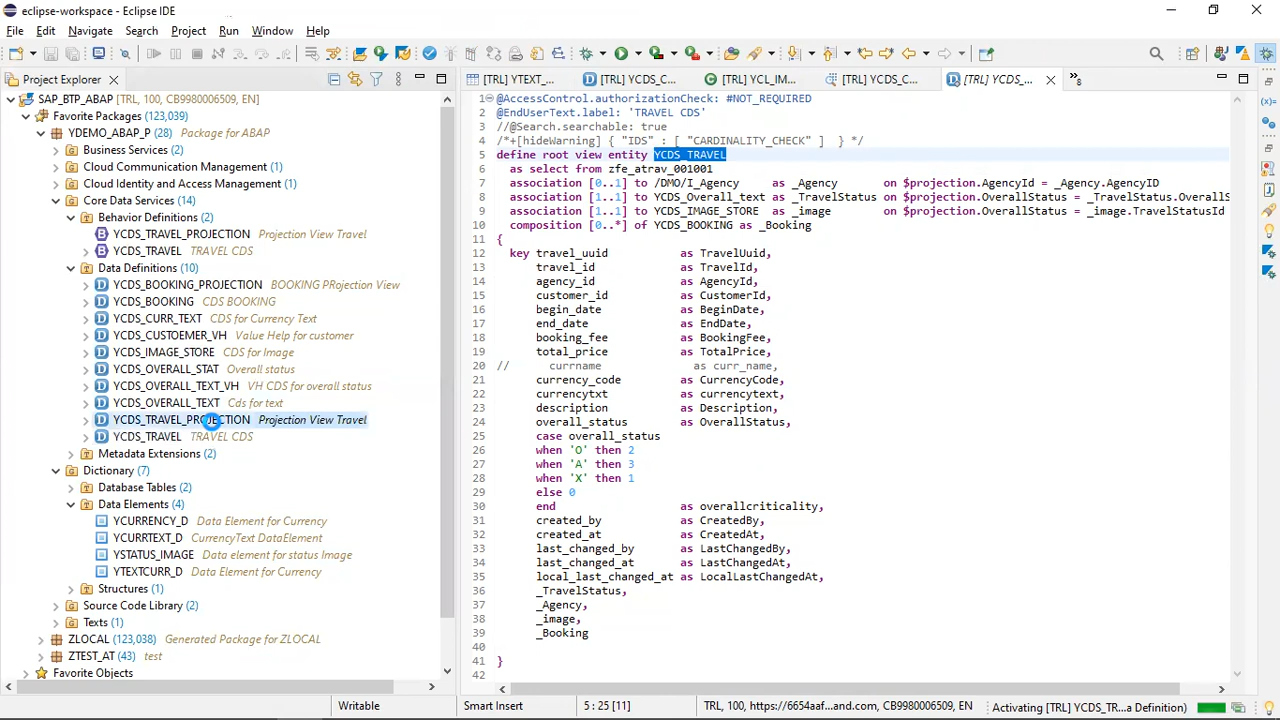 eclipse-workspace - Eclipse IDE
File Edit Navigate Search Project Run Window Help
Project Explorer
[TRL] YTEXT_... [TRL] YCDS_C... [TRL] YCL_IM... [TRL] YCDS_C... [TRL] YCDS_...
SAP_BTP_ABAP [TRL, 100, CB9980006509, EN]
Favorite Packages (123,039)
YDEMO_ABAP_P (28) Package for ABAP
Business Services (2)
Cloud Communication Management (1)
Cloud Identity and Access Management (1)
Core Data Services (14)
Behavior Definitions (2)
YCDS_TRAVEL_PROJECTION Projection View Travel
YCDS_TRAVEL TRAVEL CDS
Data Definitions (10)
YCDS_BOOKING_PROJECTION BOOKING PRojection View
YCDS_BOOKING CDS BOOKING
YCDS_CURR_TEXT CDS for Currency Text
YCDS_CUSTOEMER_VH Value Help for customer
YCDS_IMAGE_STORE CDS for Image
YCDS_OVERALL_STAT Overall status
YCDS_OVERALL_TEXT_VH VH CDS for overall status
YCDS_OVERALL_TEXT Cds for text
YCDS_TRAVEL_PROJECTION Projection View Travel
YCDS_TRAVEL TRAVEL CDS
Metadata Extensions (2)
Dictionary (7)
Database Tables (2)
Data Elements (4)
YCURRENCY_D Data Element for Currency
YCURRTEXT_D CurrencyText DataElement
YSTATUS_IMAGE Data element for status Image
YTEXTCURR_D Data Element for Currency
Structures (1)
Source Code Library (2)
Texts (1)
ZLOCAL (123,038) Generated Package for ZLOCAL
ZTEST_AT (43) test
Favorite Objects
1 @AccessControl.authorizationCheck: #NOT_REQUIRED
2 @EndUserText.label: 'TRAVEL CDS'
3 //@Search.searchable: true
4 /*+[hideWarning] { "IDS" : [ "CARDINALITY_CHECK" ] } */
5 define root view entity YCDS_TRAVEL
6 as select from zfe_atrav_001001
7 association [0..1] to /DMO/I_Agency as _Agency on $projection.AgencyId = _Agency.AgencyID
8 association [1..1] to YCDS_Overall_text as _TravelStatus on $projection.OverallStatus = _TravelStatus.OverallS
9 association [1..1] to YCDS_IMAGE_STORE as _image on $projection.OverallStatus = _image.TravelStatusId
10 composition [0..*] of YCDS_BOOKING as _Booking
11 {
12 key travel_uuid as TravelUuid,
13 travel_id as TravelId,
14 agency_id as AgencyId,
15 customer_id as CustomerId,
16 begin_date as BeginDate,
17 end_date as EndDate,
18 booking_fee as BookingFee,
19 total_price as TotalPrice,
20 // currname as curr_name,
21 currency_code as CurrencyCode,
22 currencytxt as currencytext,
23 description as Description,
24 overall_status as OverallStatus,
25 case overall_status
26 when 'O' then 2
27 when 'A' then 3
28 when 'X' then 1
29 else 0
30 end as overallcriticality,
31 created_by as CreatedBy,
32 created_at as CreatedAt,
33 last_changed_by as LastChangedBy,
34 last_changed_at as LastChangedAt,
35 local_last_changed_at as LocalLastChangedAt,
36 _TravelStatus,
37 _Agency,
38 _image,
39 _Booking
40
41 }
42
Writable Smart Insert 5 : 25 [11] TRL, 100, https://6654aaf...and.com, CB9980006509, EN Activating [TRL] YCDS_TR...a Definition)